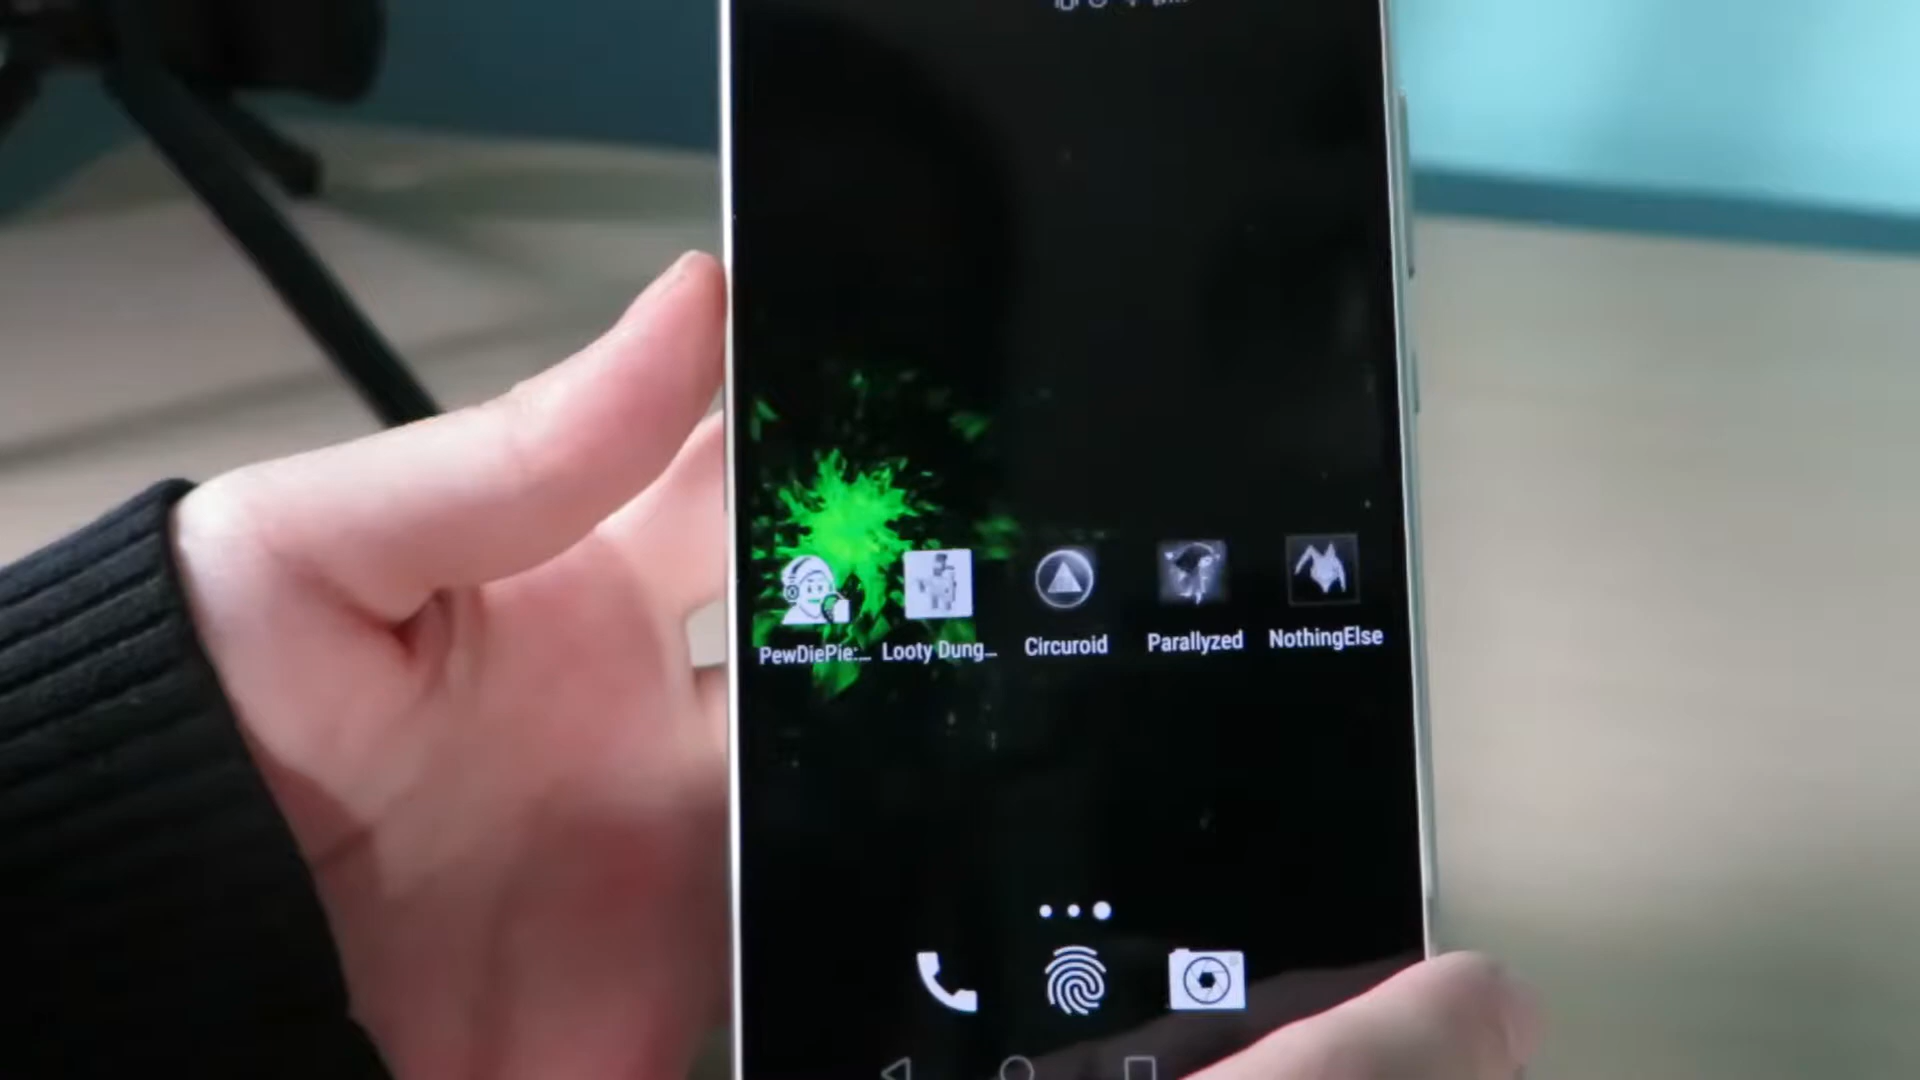 PewDiePie:...
Looty Dung...
Circuroid
Parallyzed
NothingElse